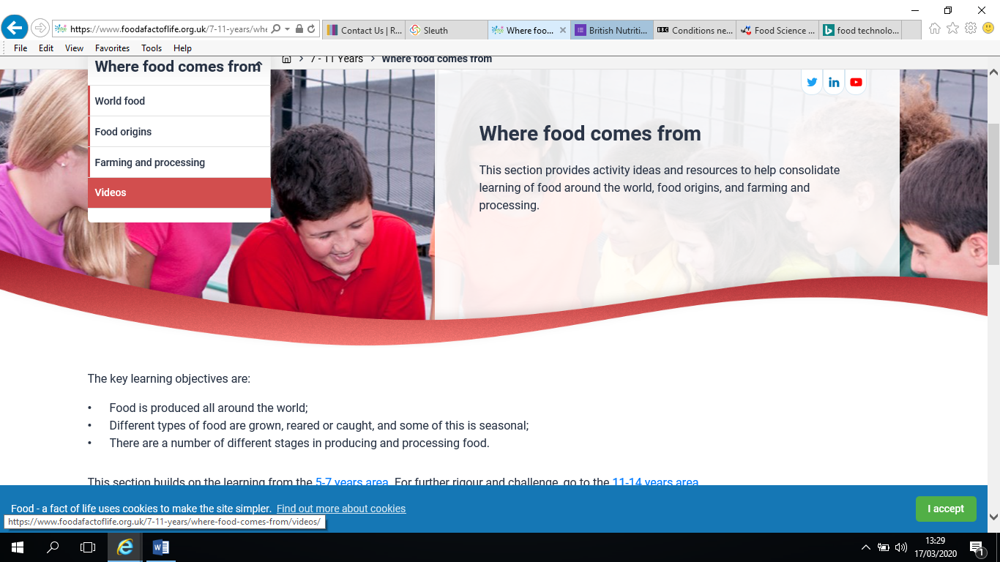 https://www.foodafactoflife.org.uk/7-11-years/whe
Contact Us | R...
Sleuth
Where foo...
British Nutriti...
Conditions ne...
Food Science ...
food technolo...
File Edit View Favorites Tools Help
Where food comes from
World food
Food origins
Farming and processing
Videos
7 - 11 Years > Where food comes from
Where food comes from
This section provides activity ideas and resources to help consolidate
learning of food around the world, food origins, and farming and
processing.
The key learning objectives are:
• Food is produced all around the world;
• Different types of food are grown, reared or caught, and some of this is seasonal;
• There are a number of different stages in producing and processing food.
This section builds on the learning from the 5-7 years area. For further rigour and challenge, go to the 11-14 years area.
Food - a fact of life uses cookies to make the site simpler. Find out more about cookies
I accept
https://www.foodafactoflife.org.uk/7-11-years/where-food-comes-from/videos/
13:29
17/03/2020
1